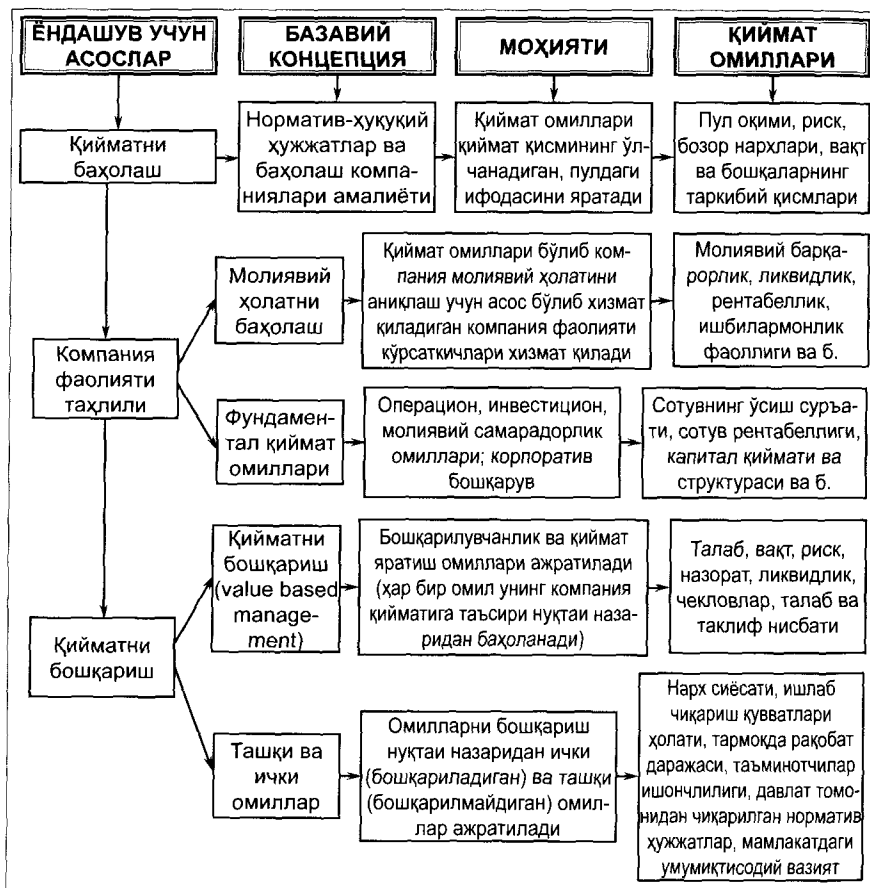 ЁНДАШУВ УЧУН
АСОСЛАР
БАЗАВИЙ
КОНЦЕПЦИЯ
МОҲИЯТИ
ҚИЙМАТ
ОМИЛЛАРИ
Қийматни
баҳолаш
Норматив-ҳуқуқий
ҳужжатлар ва
баҳолаш компа-
ниялари амалиёти
Қиймат омиллари
қиймат қисмининг ўл-
чанадиган, пулдаги
ифодасини яратади
Пул оқими, риск,
бозор нархлари, вақт
ва бошқаларнинг
таркибий қисмлари
Компания
фаолияти
таҳлили
Молиявий
ҳолатни
баҳолаш
Қиймат омиллари бўлиб ком-
пания молиявий ҳолатини
аниқлаш учун асос бўлиб хизмат
қиладиган компания фаолияти
кўрсаткичлари хизмат қилади
Молиявий барқа-
рорлик, ликвидлик,
рентабеллик,
ишбилармонлик
фаоллиги ва б.
Фундамен-
тал қиймат
омиллари
Операцион, инвестицион,
молиявий самарадорлик
омиллари; корпоратив
бошқарув
Сотувнинг ўсиш суръа-
ти, сотув рентабеллиги,
капитал қиймати ва
структураси ва б.
Қийматни
бошқариш
Қийматни
бошқариш
(value based
manage-
ment)
Бошқарилувчанлик ва қиймат
яратиш омиллари ажратилади
(ҳар бир омил унинг компания
қийматига таъсири нуқтаи наза-
ридан баҳоланади)
Талаб, вақт, риск,
назорат, ликвидлик,
чекловлар, талаб ва
таклиф нисбати
Ташқи ва
ички
омиллар
Омилларни бошқариш
нуқтаи назаридан ички
(бошқариладиган) ва ташқи
(бошқарилмайдиган) омил-
лар ажратилади
Нарх сиёсати, ишлаб
чиқариш қувватлари
ҳолати, тармоқда рақобат
даражаси, таъминотчилар
ишончлилиги, давлат томо-
нидан чиқарилган норматив
ҳужжатлар, мамлакатдаги
умумиқтисодий вазият